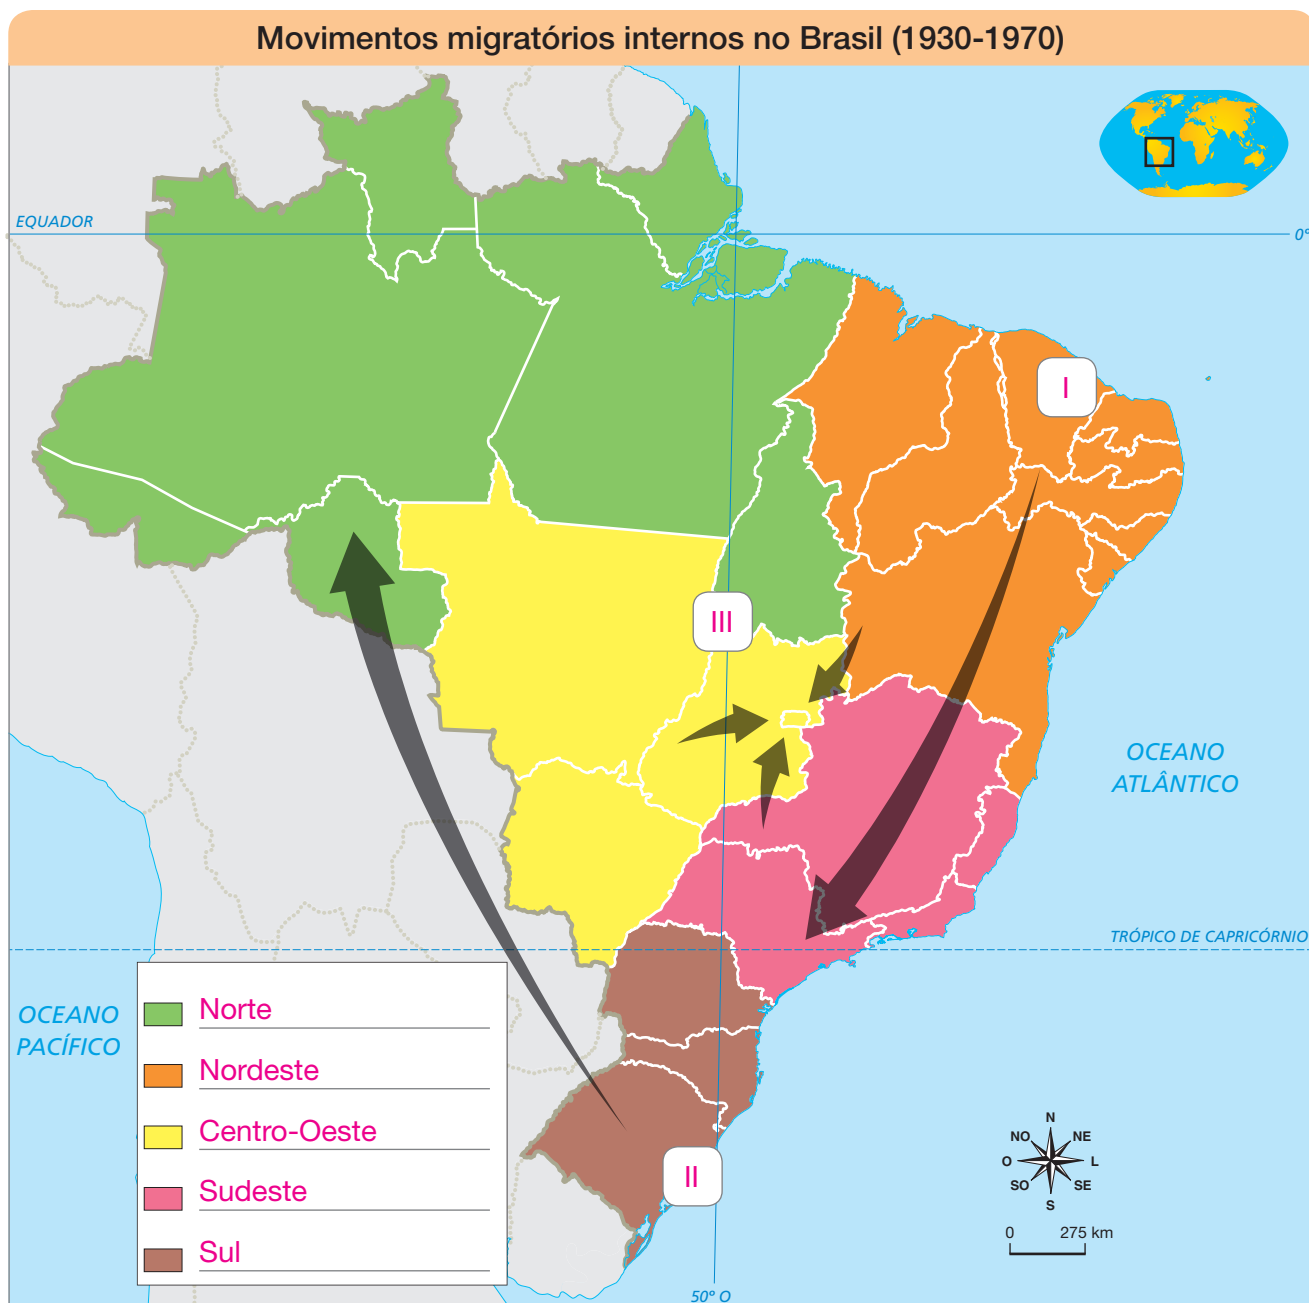 Movimentos migratórios internos no Brasil (1930-1970)
EQUADOR
0°
I
III
OCEANO
ATLÂNTICO
TRÓPICO DE CAPRICÓRNIO
OCEANO
PACÍFICO
Norte
Nordeste
Centro-Oeste
Sudeste
Sul
II
N
NO
NE
O
L
SO
SE
S
0
275 km
50° O